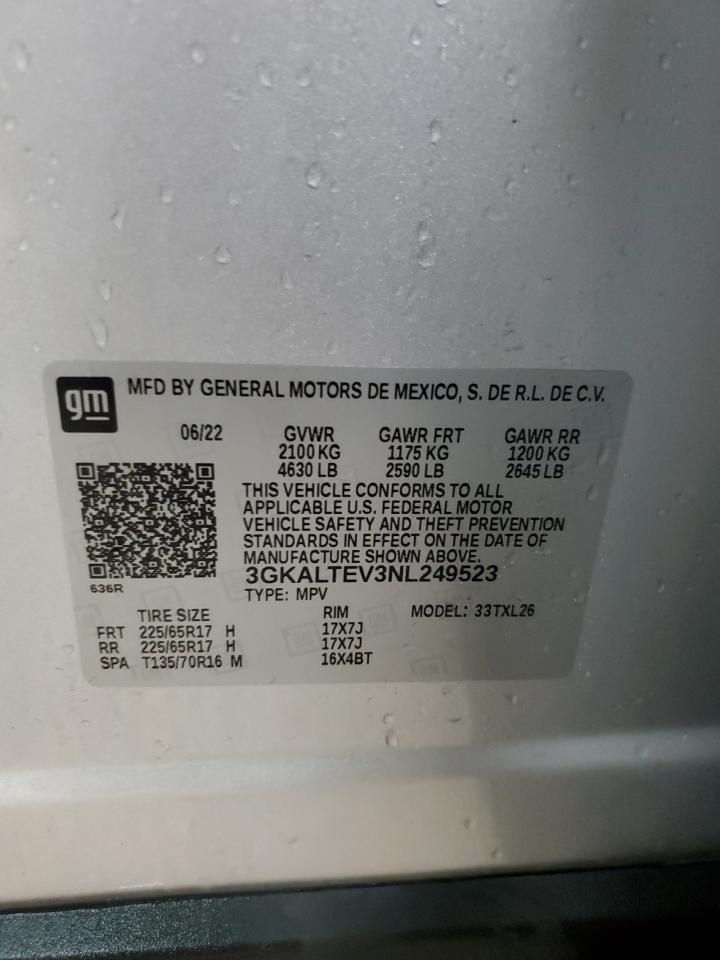 gm
MFD BY GENERAL MOTORS DE MEXICO, S. DE R.L. DE C.V.
06/22 GVWR GAWR FRT GAWR RR
2100 KG 1175 KG 1200 KG
4630 LB 2590 LB 2645 LB
THIS VEHICLE CONFORMS TO ALL
APPLICABLE U.S. FEDERAL MOTOR
VEHICLE SAFETY AND THEFT PREVENTION
STANDARDS IN EFFECT ON THE DATE OF
MANUFACTURE SHOWN ABOVE.
3GKALTEV3NL249523
636R
TYPE: MPV
TIRE SIZE RIM MODEL: 33TXL26
FRT 225/65R17 H 17X7J
RR 225/65R17 H 17X7J
SPA T135/70R16 M 16X4BT